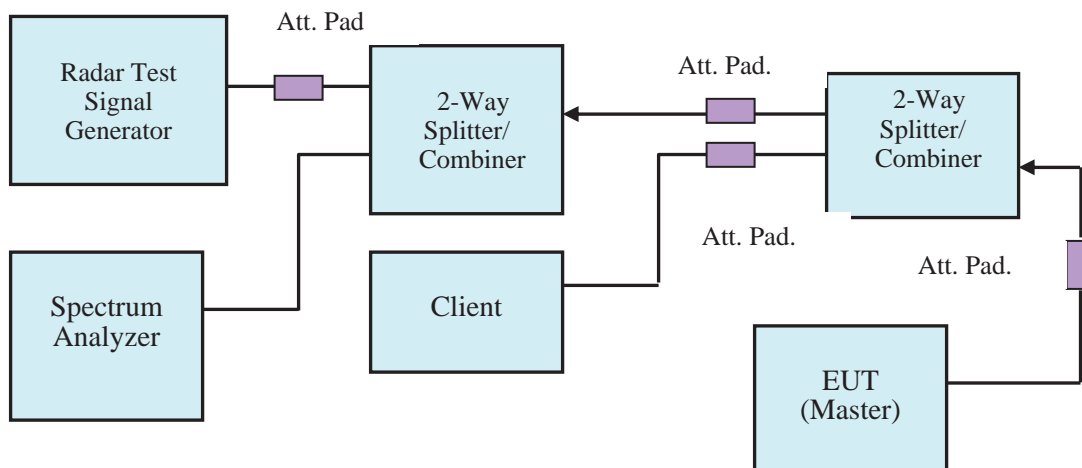 Att. Pad
Radar Test
Signal
Generator
2-Way
Splitter/
Combiner
Att. Pad.
2-Way
Splitter/
Combiner
Att. Pad.
Att. Pad.
Spectrum
Analyzer
Client
EUT
(Master)